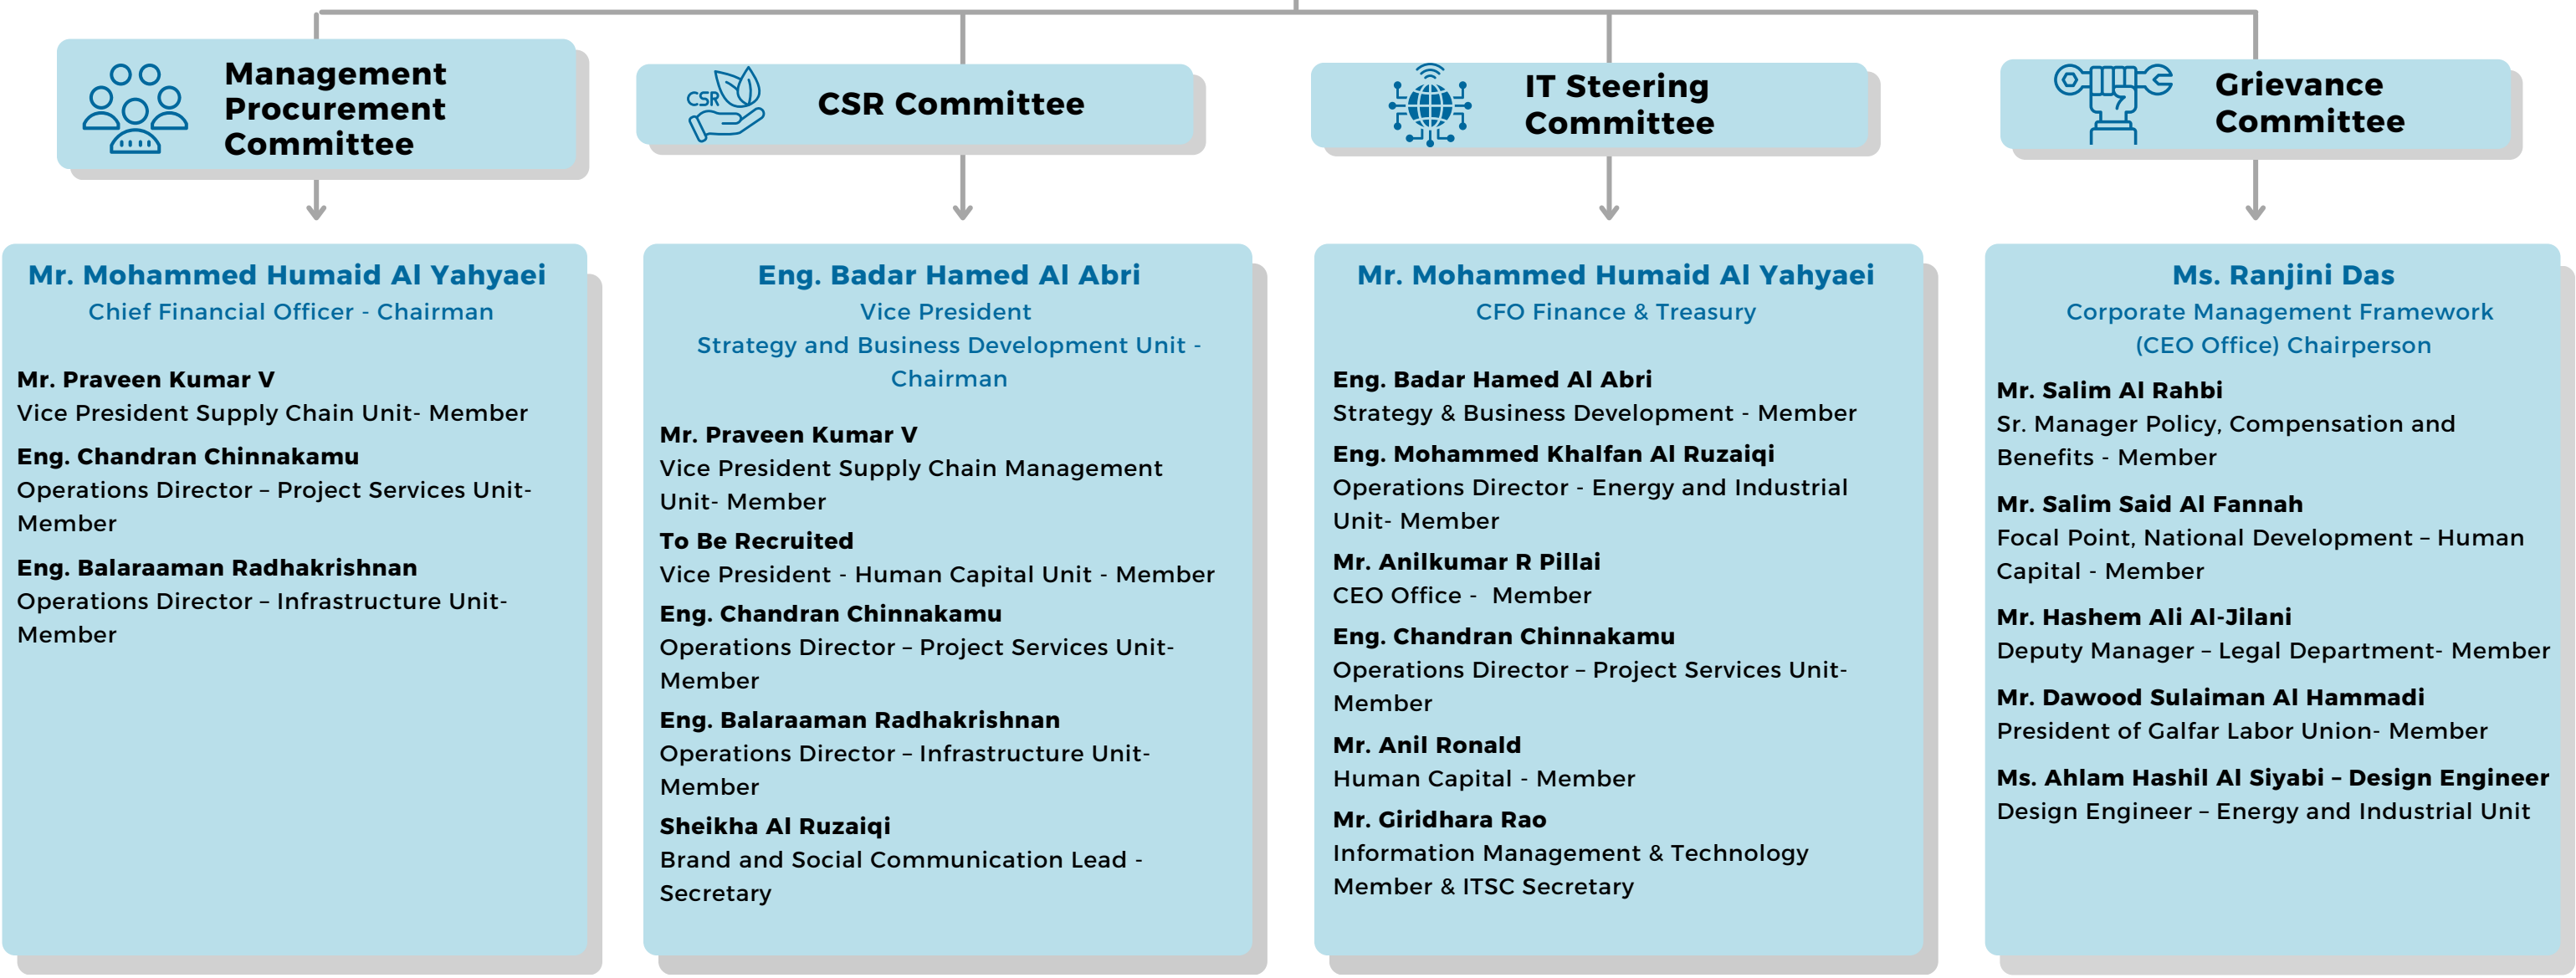 Management
Procurement
Committee
Mr. Mohammed Humaid Al Yahyaei
Chief Financial Officer - Chairman
Mr. Praveen Kumar V
Vice President Supply Chain Unit- Member
Eng. Chandran Chinnakamu
Operations Director – Project Services Unit-
Member
Eng. Balaraaman Radhakrishnan
Operations Director – Infrastructure Unit-
Member
CSR
CSR Committee
Eng. Badar Hamed Al Abri
Vice President
Strategy and Business Development Unit -
Chairman
Mr. Praveen Kumar V
Vice President Supply Chain Management
Unit- Member
To Be Recruited
Vice President - Human Capital Unit - Member
Eng. Chandran Chinnakamu
Operations Director – Project Services Unit-
Member
Eng. Balaraaman Radhakrishnan
Operations Director – Infrastructure Unit-
Member
Sheikha Al Ruzaiqi
Brand and Social Communication Lead -
Secretary
IT Steering
Committee
Mr. Mohammed Humaid Al Yahyaei
CFO Finance & Treasury
Eng. Badar Hamed Al Abri
Strategy & Business Development - Member
Eng. Mohammed Khalfan Al Ruzaiqi
Operations Director - Energy and Industrial
Unit- Member
Mr. Anilkumar R Pillai
CEO Office - Member
Eng. Chandran Chinnakamu
Operations Director – Project Services Unit-
Member
Mr. Anil Ronald
Human Capital - Member
Mr. Giridhara Rao
Information Management & Technology
Member & ITSC Secretary
Grievance
Committee
Ms. Ranjini Das
Corporate Management Framework
(CEO Office) Chairperson
Mr. Salim Al Rahbi
Sr. Manager Policy, Compensation and
Benefits - Member
Mr. Salim Said Al Fannah
Focal Point, National Development – Human
Capital - Member
Mr. Hashem Ali Al-Jilani
Deputy Manager – Legal Department- Member
Mr. Dawood Sulaiman Al Hammadi
President of Galfar Labor Union- Member
Ms. Ahlam Hashil Al Siyabi – Design Engineer
Design Engineer – Energy and Industrial Unit